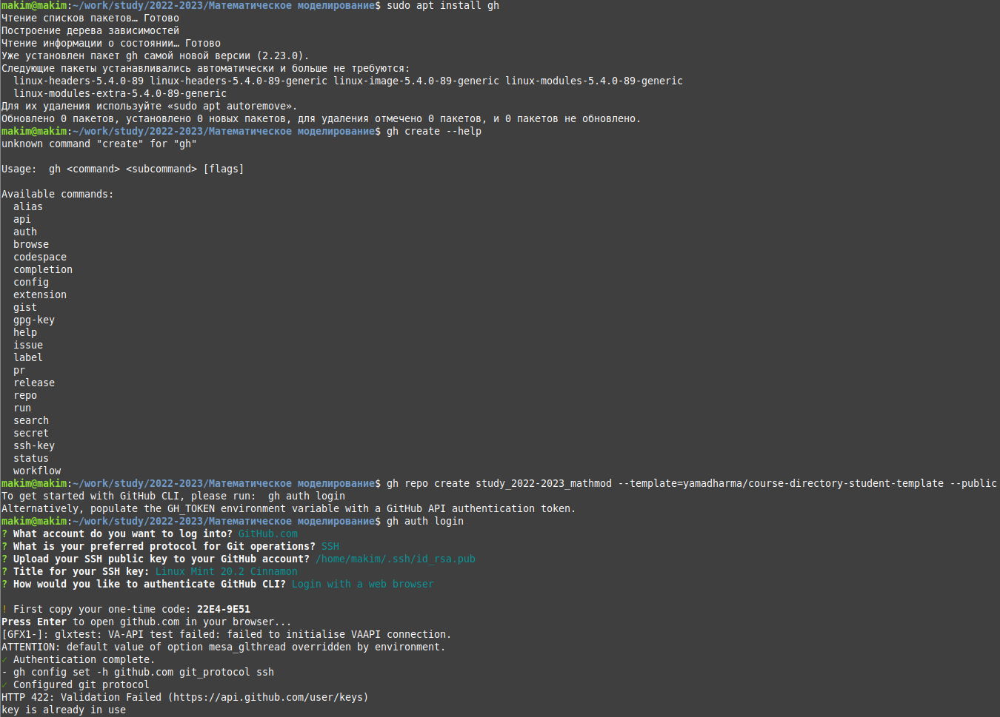 makim@makim:~/work/study/2022-2023/Математическое моделирование$ sudo apt install gh
Чтение списков пакетов… Готово
Построение дерева зависимостей
Чтение информации о состоянии… Готово
Уже установлен пакет gh самой новой версии (2.23.0).
Следующие пакеты устанавливались автоматически и больше не требуются:
  linux-headers-5.4.0-89 linux-headers-5.4.0-89-generic linux-image-5.4.0-89-generic linux-modules-5.4.0-89-generic
  linux-modules-extra-5.4.0-89-generic
Для их удаления используйте «sudo apt autoremove».
Обновлено 0 пакетов, установлено 0 новых пакетов, для удаления отмечено 0 пакетов, и 0 пакетов не обновлено.
makim@makim:~/work/study/2022-2023/Математическое моделирование$ gh create --help
unknown command "create" for "gh"

Usage:  gh <command> <subcommand> [flags]

Available commands:
  alias
  api
  auth
  browse
  codespace
  completion
  config
  extension
  gist
  gpg-key
  help
  issue
  label
  pr
  release
  repo
  run
  search
  secret
  ssh-key
  status
  workflow
makim@makim:~/work/study/2022-2023/Математическое моделирование$ gh repo create study_2022-2023_mathmod --template=yamadharma/course-directory-student-template --public
To get started with GitHub CLI, please run:  gh auth login
Alternatively, populate the GH_TOKEN environment variable with a GitHub API authentication token.
makim@makim:~/work/study/2022-2023/Математическое моделирование$ gh auth login
? What account do you want to log into? GitHub.com
? What is your preferred protocol for Git operations? SSH
? Upload your SSH public key to your GitHub account? /home/makim/.ssh/id_rsa.pub
? Title for your SSH key: Linux Mint 20.2 Cinnamon
? How would you like to authenticate GitHub CLI? Login with a web browser

! First copy your one-time code: 22E4-9E51
Press Enter to open github.com in your browser...
[GFX1-]: glxtest: VA-API test failed: failed to initialise VAAPI connection.
ATTENTION: default value of option mesa_glthread overridden by environment.
✓ Authentication complete.
- gh config set -h github.com git_protocol ssh
✓ Configured git protocol
HTTP 422: Validation Failed (https://api.github.com/user/keys)
key is already in use